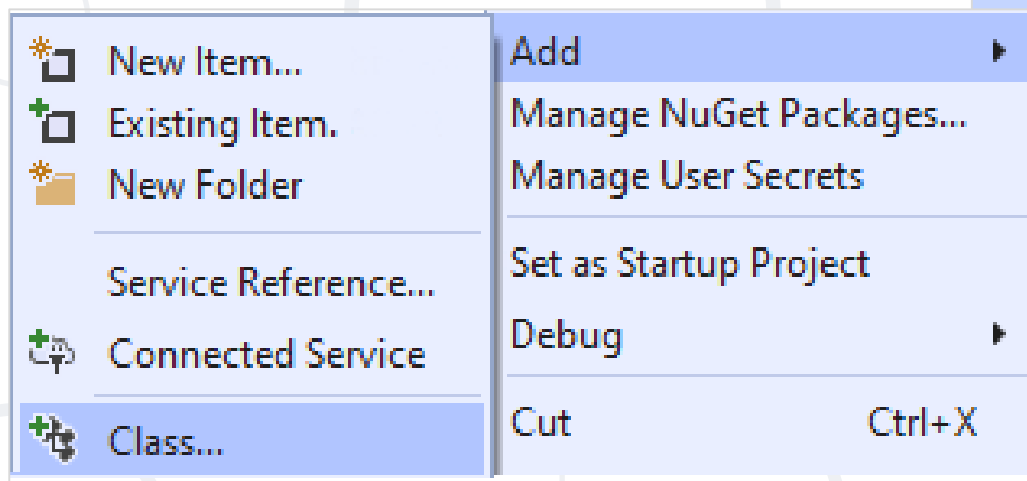 New Item...
Existing Item.
New Folder
Service Reference...
Connected Service
Class...
Add
Manage NuGet Packages...
Manage User Secrets
Set as Startup Project
Debug
Cut Ctrl+X